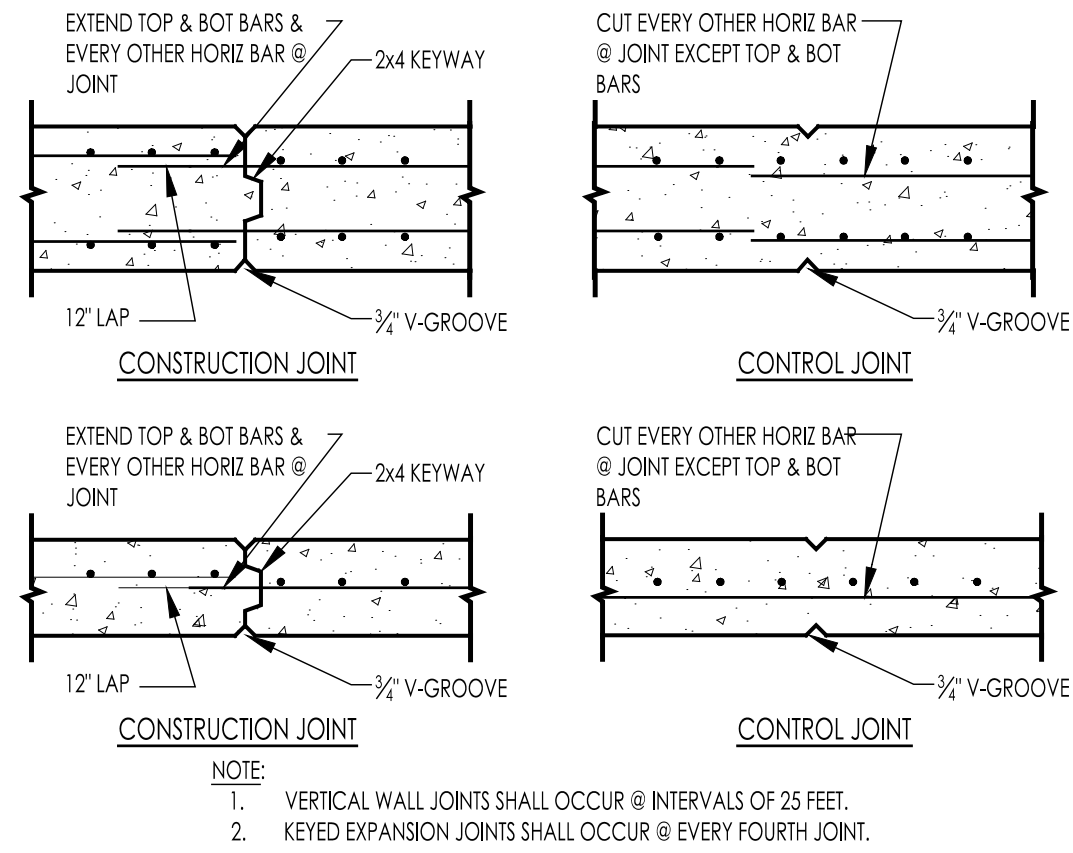 EXTEND TOP & BOT BARS &
EVERY OTHER HORIZ BAR @
JOINT
2x4 KEYWAY
12" LAP
3/4" V-GROOVE
CONSTRUCTION JOINT
CUT EVERY OTHER HORIZ BAR
@ JOINT EXCEPT TOP & BOT
BARS
3/4" V-GROOVE
CONTROL JOINT
EXTEND TOP & BOT BARS &
EVERY OTHER HORIZ BAR @
JOINT
2x4 KEYWAY
12" LAP
3/4" V-GROOVE
CONSTRUCTION JOINT
CUT EVERY OTHER HORIZ BAR
@ JOINT EXCEPT TOP & BOT
BARS
3/4" V-GROOVE
CONTROL JOINT
NOTE:
1. VERTICAL WALL JOINTS SHALL OCCUR @ INTERVALS OF 25 FEET.
2. KEYED EXPANSION JOINTS SHALL OCCUR @ EVERY FOURTH JOINT.